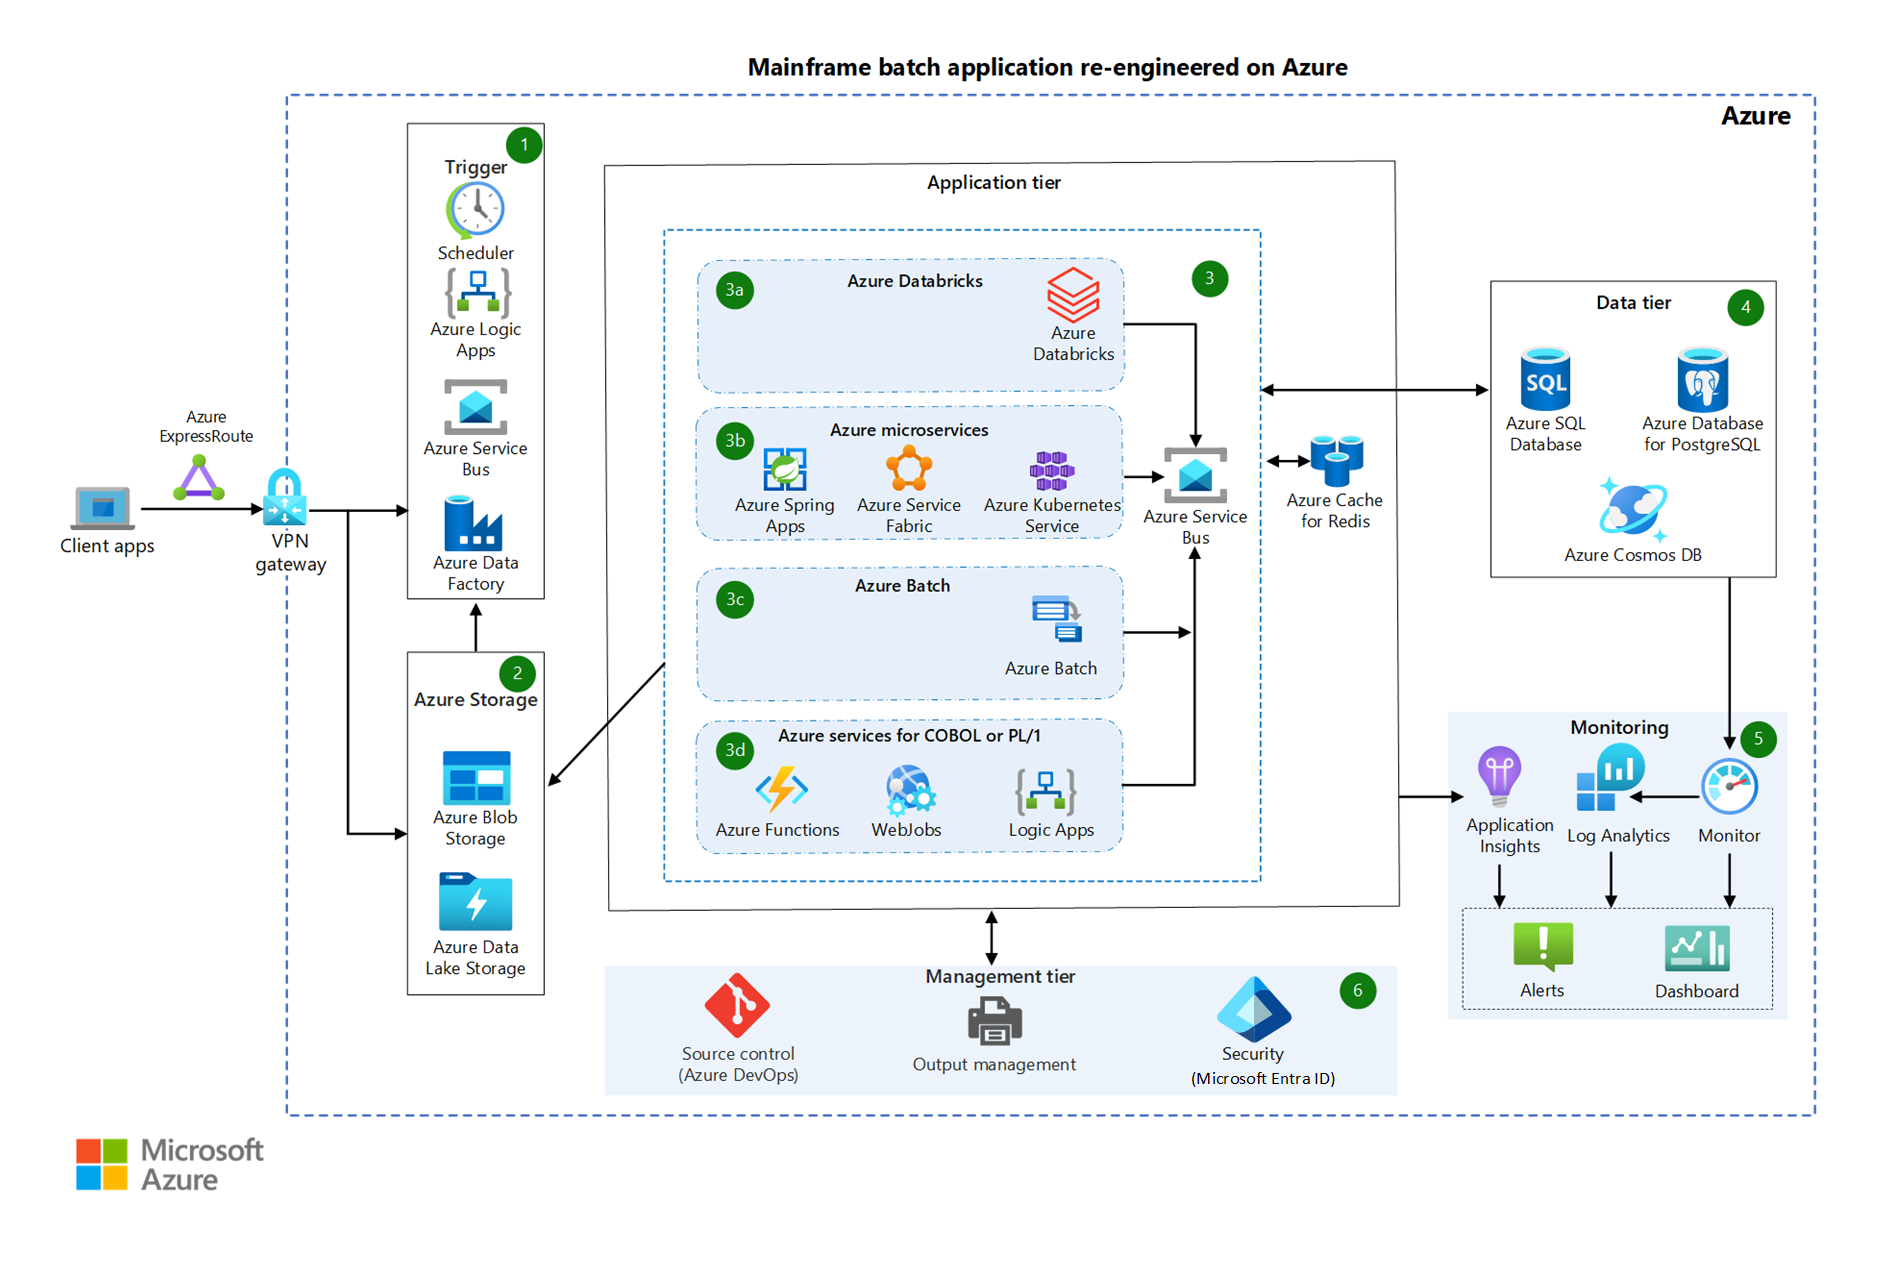 Mainframe batch application re-engineered on Azure
Azure
1
Trigger
Scheduler
Azure Logic
Apps
Azure Service
Bus
Azure Data
Factory
Azure
ExpressRoute
Client apps
VPN
gateway
2
Azure Storage
Azure Blob
Storage
Azure Data
Lake Storage
Application tier
3
3a
Azure Databricks
Azure
Databricks
3b
Azure microservices
Azure Spring
Apps
Azure Service
Fabric
Azure Kubernetes
Service
3c
Azure Batch
Azure Batch
3d
Azure services for COBOL or PL/1
Azure Functions
WebJobs
Logic Apps
Azure Service
Bus
Azure Cache
for Redis
Data tier
4
SQL
Azure SQL
Database
Azure Database
for PostgreSQL
Azure Cosmos DB
Monitoring
5
Application
Insights
Log Analytics
Monitor
Alerts
Dashboard
Management tier
6
Source control
(Azure DevOps)
Output management
Security
(Microsoft Entra ID)
Microsoft
Azure